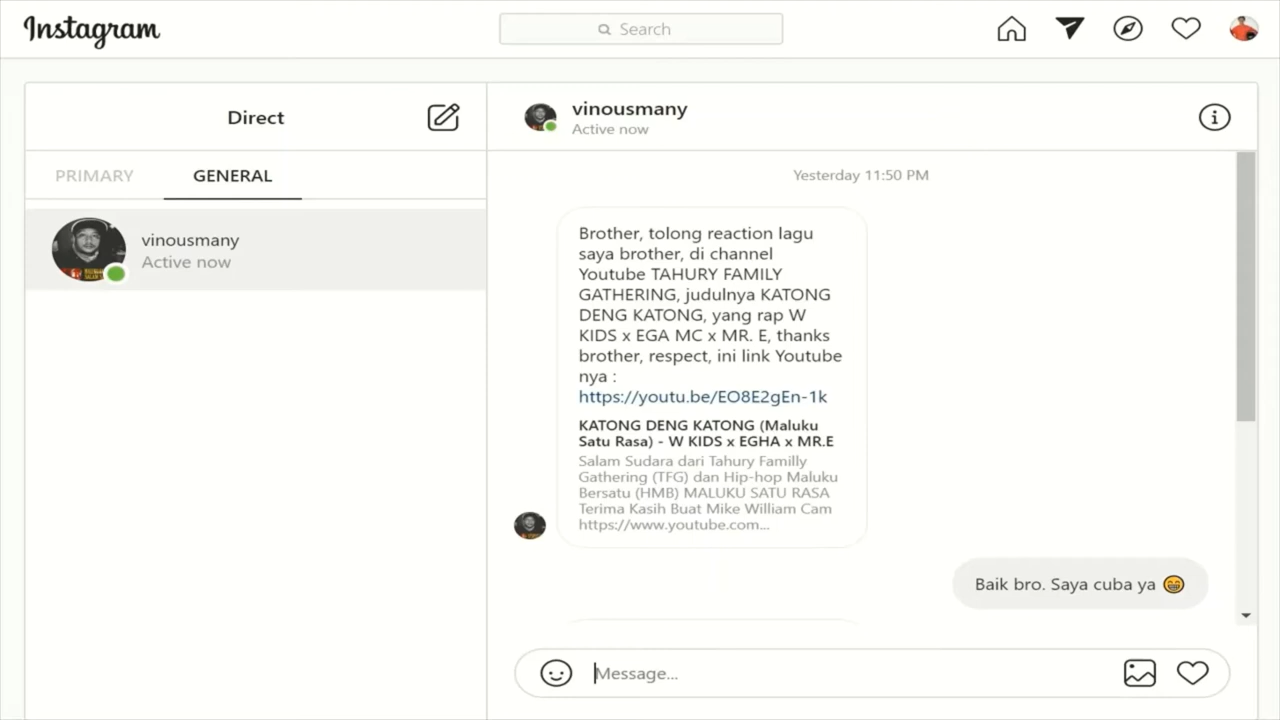 Instagram
Search
Direct
vinousmany
Active now
PRIMARY
GENERAL
Yesterday 11:50 PM
vinousmany
Active now
Brother, tolong reaction lagu
saya brother, di channel
Youtube TAHURY FAMILY
GATHERING, judulnya KATONG
DENG KATONG, yang rap W
KIDS x EGA MC x MR. E, thanks
brother, respect, ini link Youtube
nya :
https://youtu.be/EO8E2gEn-1k
KATONG DENG KATONG (Maluku
Satu Rasa) - W KIDS x EGHA x MR.E
Salam Sudara dari Tahury Familly
Gathering (TFG) dan Hip-hop Maluku
Bersatu (HMB) MALUKU SATU RASA
Terima Kasih Buat Mike William Cam
https://www.youtube.com...
Baik bro. Saya cuba ya 😁
Message...